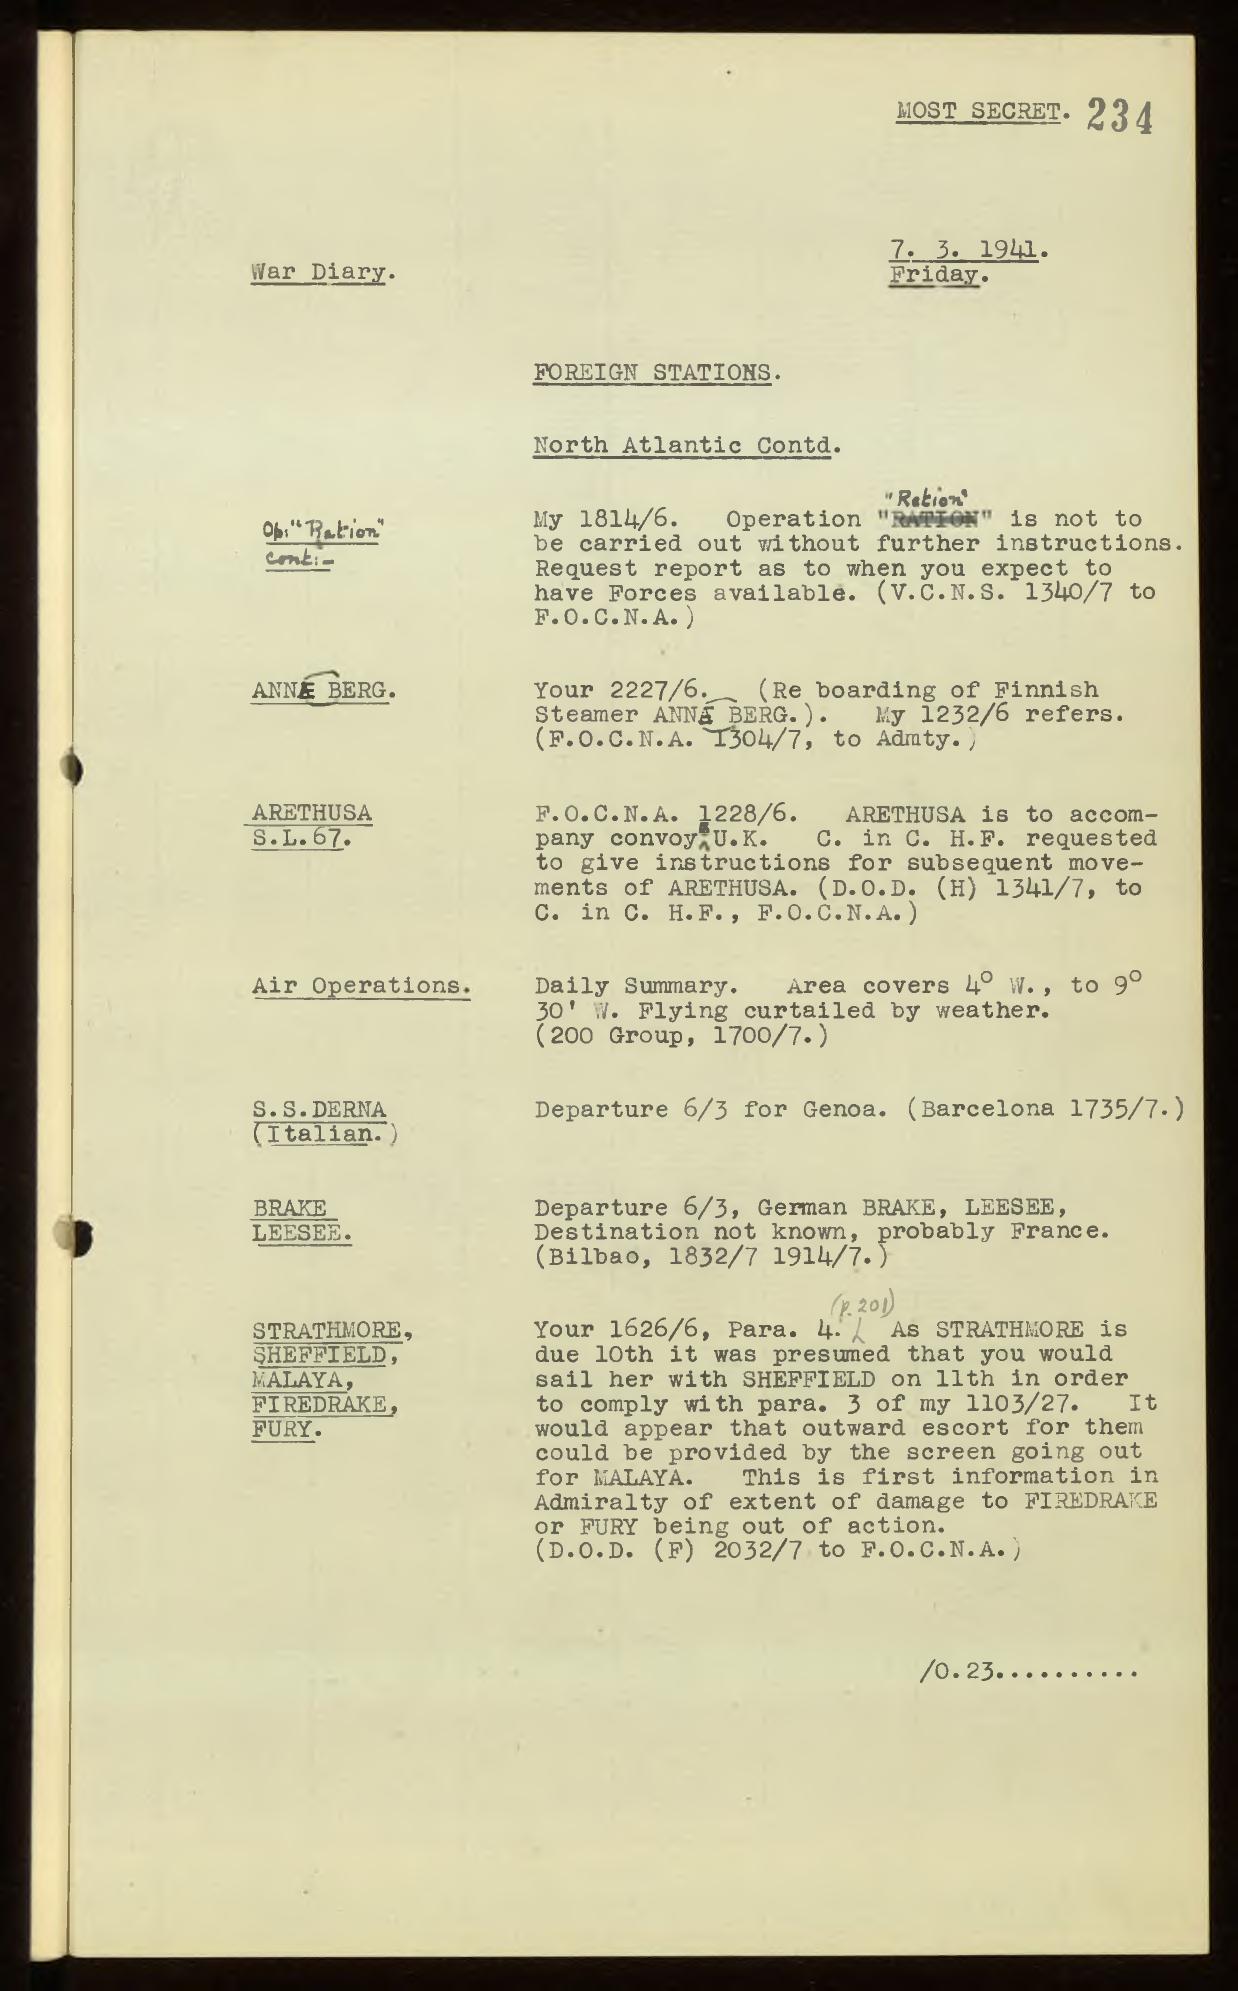 MOST SECRET. 234
7. 3. 1941.
War Diary.
Friday.
FOREIGN STATIONS.
North Atlantic Contd.
"Ration"
Op: "Ration"
cont:-
My 1814/6. Operation "RATION" is not to
be carried out without further instructions.
Request report as to when you expect to
have Forces available. (V.C.N.S. 1340/7 to
F.O.C.N.A.)
ANNE BERG.
Your 2227/6. (Re boarding of Finnish
Steamer ANNE BERG.). My 1232/6 refers.
(F.O.C.N.A. 1304/7, to Admty.)
ARETHUSA
S.L.67.
F.O.C.N.A. 1228/6. ARETHUSA is to accom-
pany convoy U.K. C. in C. H.F. requested
to give instructions for subsequent move-
ments of ARETHUSA. (D.O.D. (H) 1341/7, to
C. in C. H.F., F.O.C.N.A.)
Air Operations.
Daily Summary. Area covers 4° W., to 9°
30' W. Flying curtailed by weather.
(200 Group, 1700/7.)
S.S.DERNA
(Italian.)
Departure 6/3 for Genoa. (Barcelona 1735/7.)
BRAKE
LEESEE.
Departure 6/3, German BRAKE, LEESEE,
Destination not known, probably France.
(Bilbao, 1832/7 1914/7.)
(p.201)
STRATHMORE,
SHEFFIELD,
MALAYA,
FIREDRAKE,
FURY.
Your 1626/6, Para. 4. As STRATHMORE is
due 10th it was presumed that you would
sail her with SHEFFIELD on 11th in order
to comply with para. 3 of my 1103/27. It
would appear that outward escort for them
could be provided by the screen going out
for MALAYA. This is first information in
Admiralty of extent of damage to FIREDRAKE
or FURY being out of action.
(D.O.D. (F) 2032/7 to F.O.C.N.A.)
/0.23..........